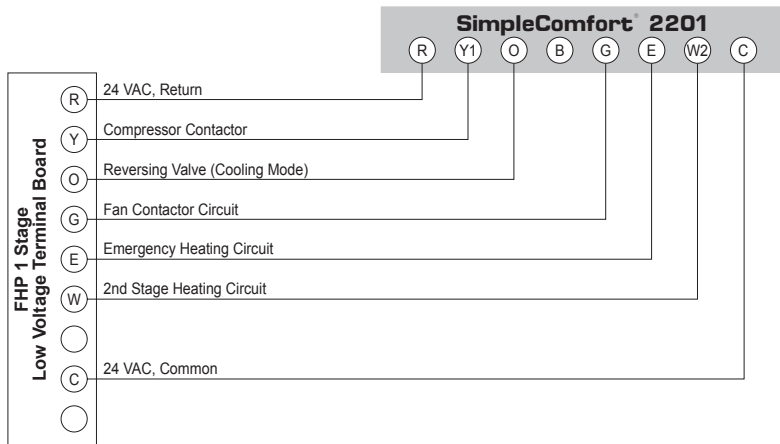 SimpleComfort® 2201
R Y1 O B G E W2 C
FHP 1 Stage
Low Voltage Terminal Board
R 24 VAC, Return
Y Compressor Contactor
O Reversing Valve (Cooling Mode)
G Fan Contactor Circuit
E Emergency Heating Circuit
W 2nd Stage Heating Circuit
C 24 VAC, Common